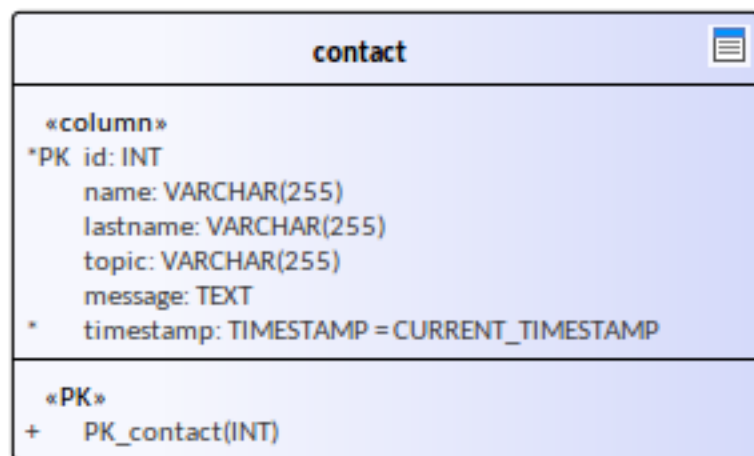 contact
«column»
*PK id: INT
name: VARCHAR(255)
lastname: VARCHAR(255)
topic: VARCHAR(255)
message: TEXT
* timestamp: TIMESTAMP = CURRENT_TIMESTAMP
«PK»
+ PK_contact(INT)